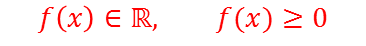 f(x) ∈ ℝ, f(x) ≥ 0